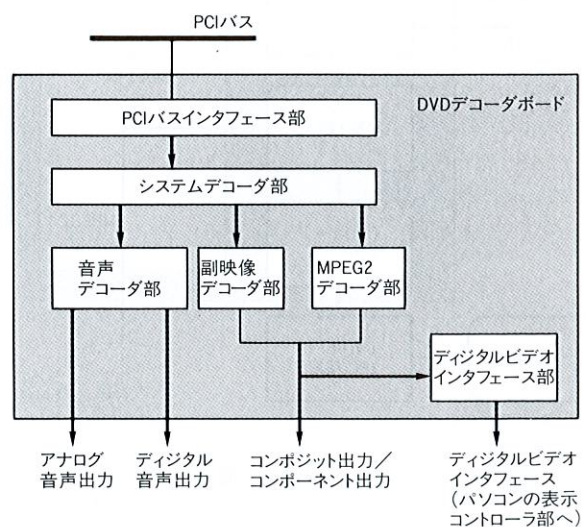 PCIバス
DVDデコーダボード
PCIバスインタフェース部
システムデコーダ部
音声
デコーダ部
副映像
デコーダ部
MPEG2
デコーダ部
ディジタルビデオ
インタフェース部
アナログ
音声出力
ディジタル
音声出力
コンポジット出力／
コンポーネント出力
ディジタルビデオ
インタフェース
(パソコンの表示
コントローラ部へ)